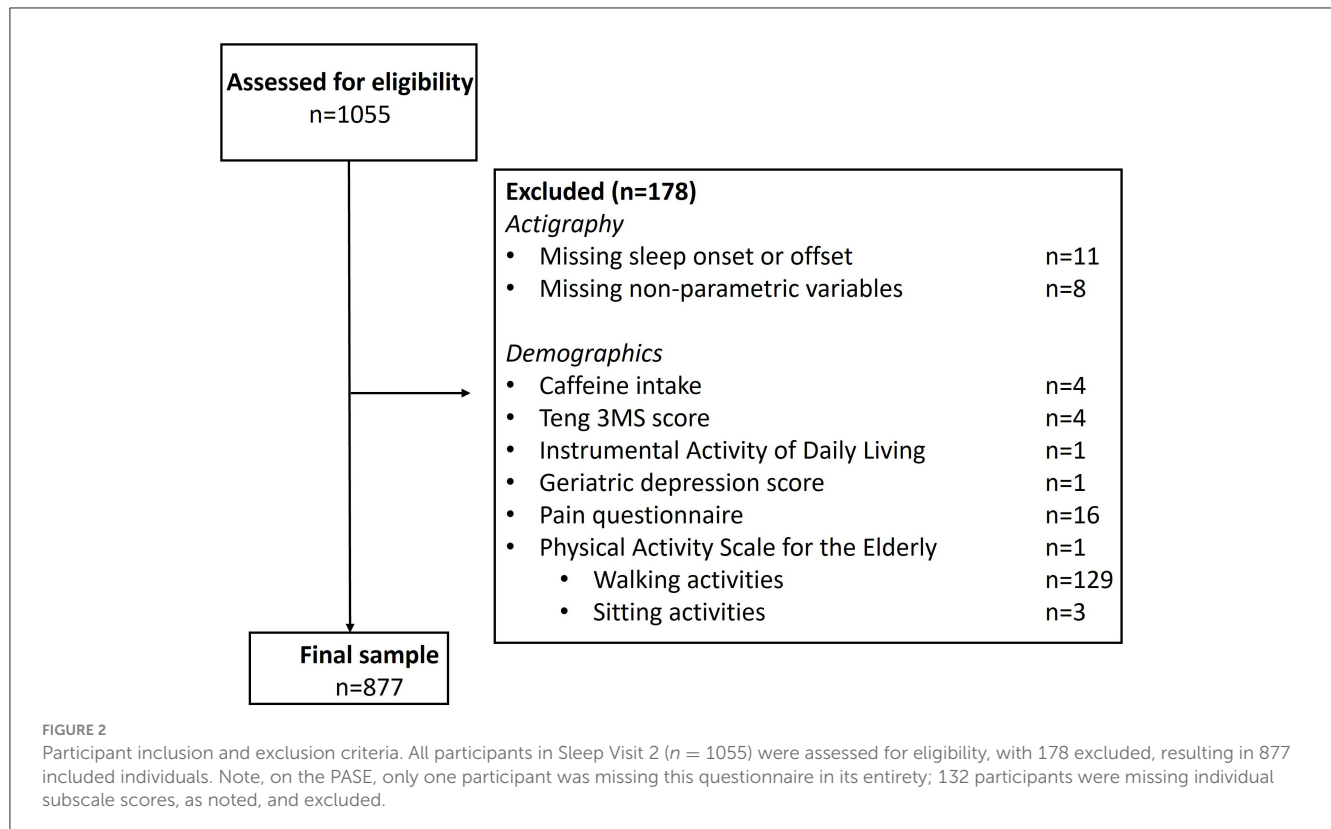 Assessed for eligibility
n=1055
Excluded (n=178)
Actigraphy
• Missing sleep onset or offset n=11
• Missing non-parametric variables n=8
Demographics
• Caffeine intake n=4
• Teng 3MS score n=4
• Instrumental Activity of Daily Living n=1
• Geriatric depression score n=1
• Pain questionnaire n=16
• Physical Activity Scale for the Elderly n=1
• Walking activities n=129
• Sitting activities n=3
Final sample
n=877
FIGURE 2
Participant inclusion and exclusion criteria. All participants in Sleep Visit 2 (n = 1055) were assessed for eligibility, with 178 excluded, resulting in 877
included individuals. Note, on the PASE, only one participant was missing this questionnaire in its entirety; 132 participants were missing individual
subscale scores, as noted, and excluded.